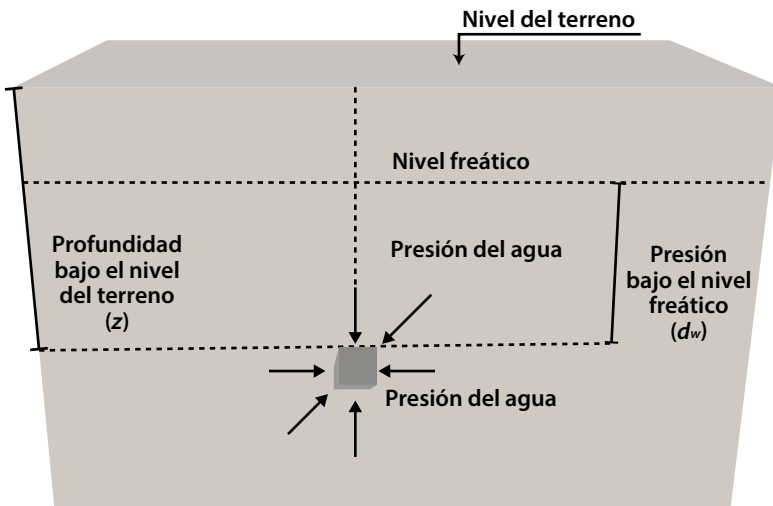 Nivel del terreno
Nivel freático
Profundidad
bajo el nivel
del terreno
(z)
Presión del agua
Presión
bajo el nivel
freático
(dw)
Presión del agua